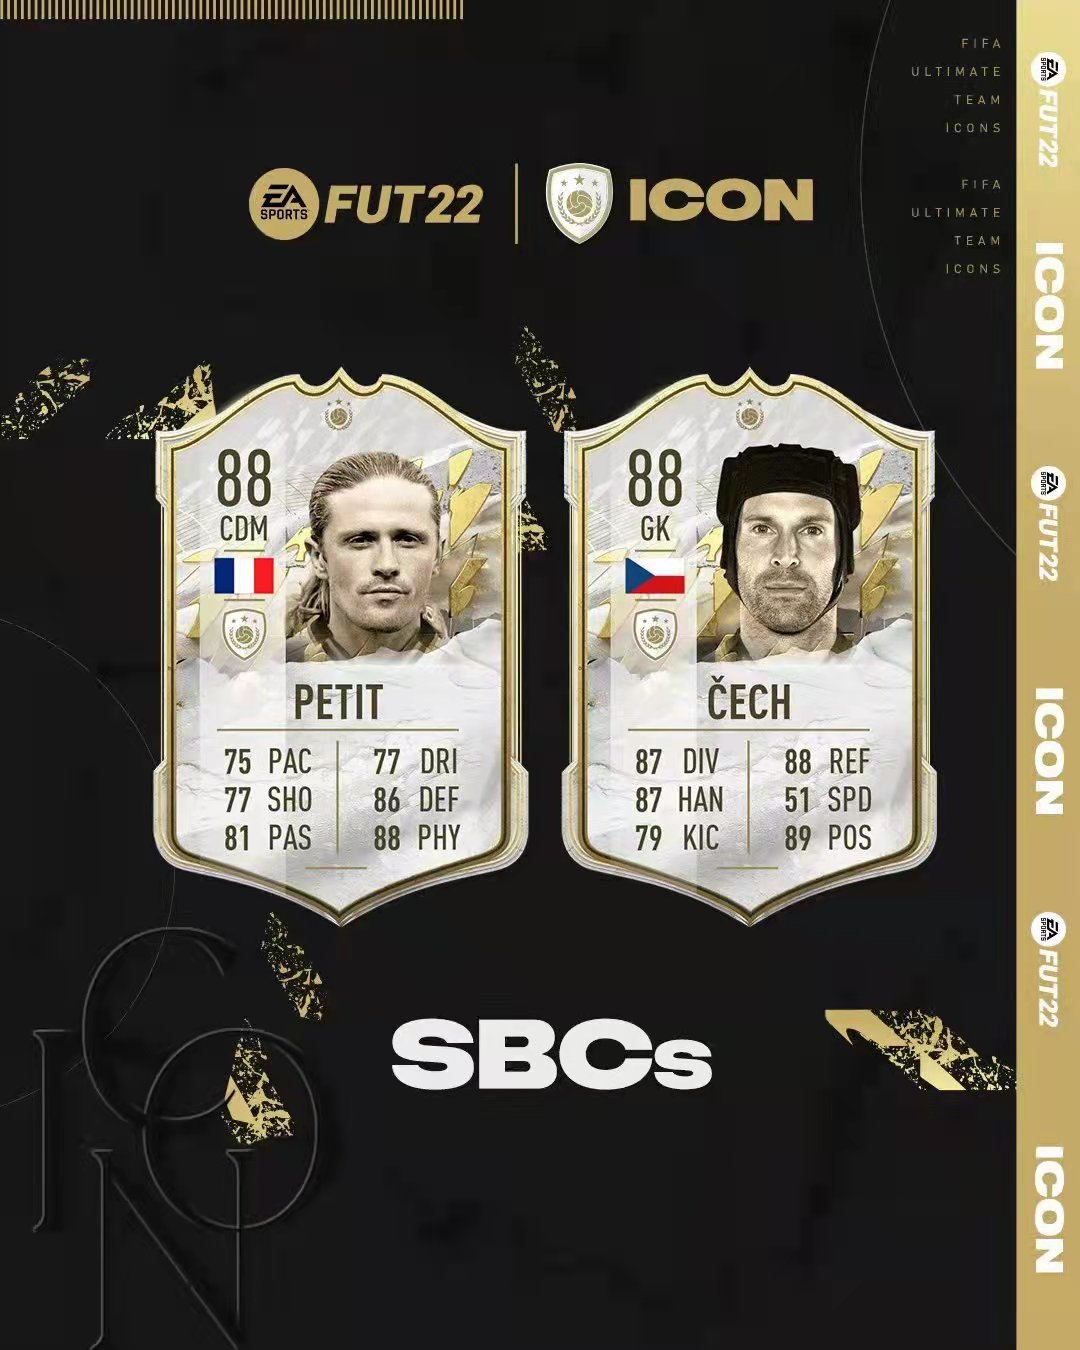 FIFA
ULTIMATE
TEAM
ICONS
FIFA
ULTIMATE
TEAM
ICONS
EA
SPORTS
FUT22
ICON
88
CDM
PETIT
75 PAC
77 DRI
77 SHO
86 DEF
81 PAS
88 PHY
88
GK
ČECH
87 DIV
88 REF
87 HAN
51 SPD
79 KIC
89 POS
SBCs
ICON
EA SPORTS FUT22
ICON
EA SPORTS FUT22
ICON
EA SPORTS FUT22
ICON